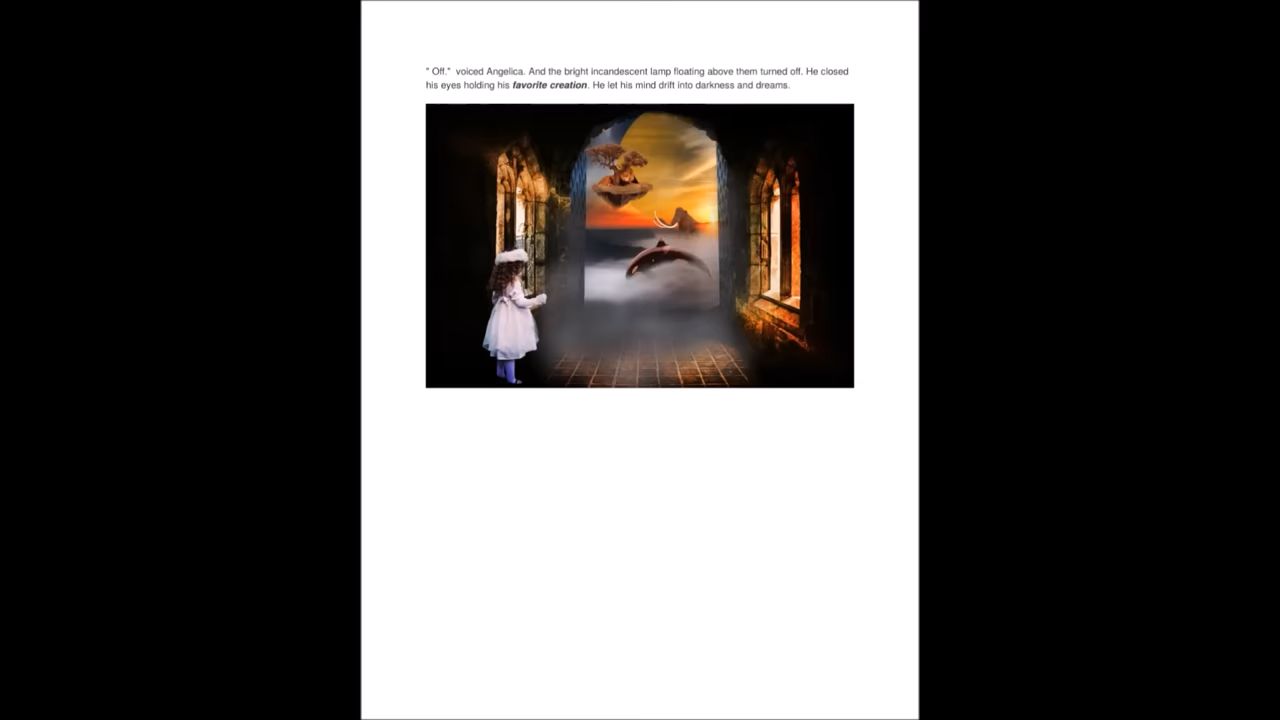 " Off."  voiced Angelica. And the bright incandescent lamp floating above them turned off. He closed
his eyes holding his favorite creation. He let his mind drift into darkness and dreams.